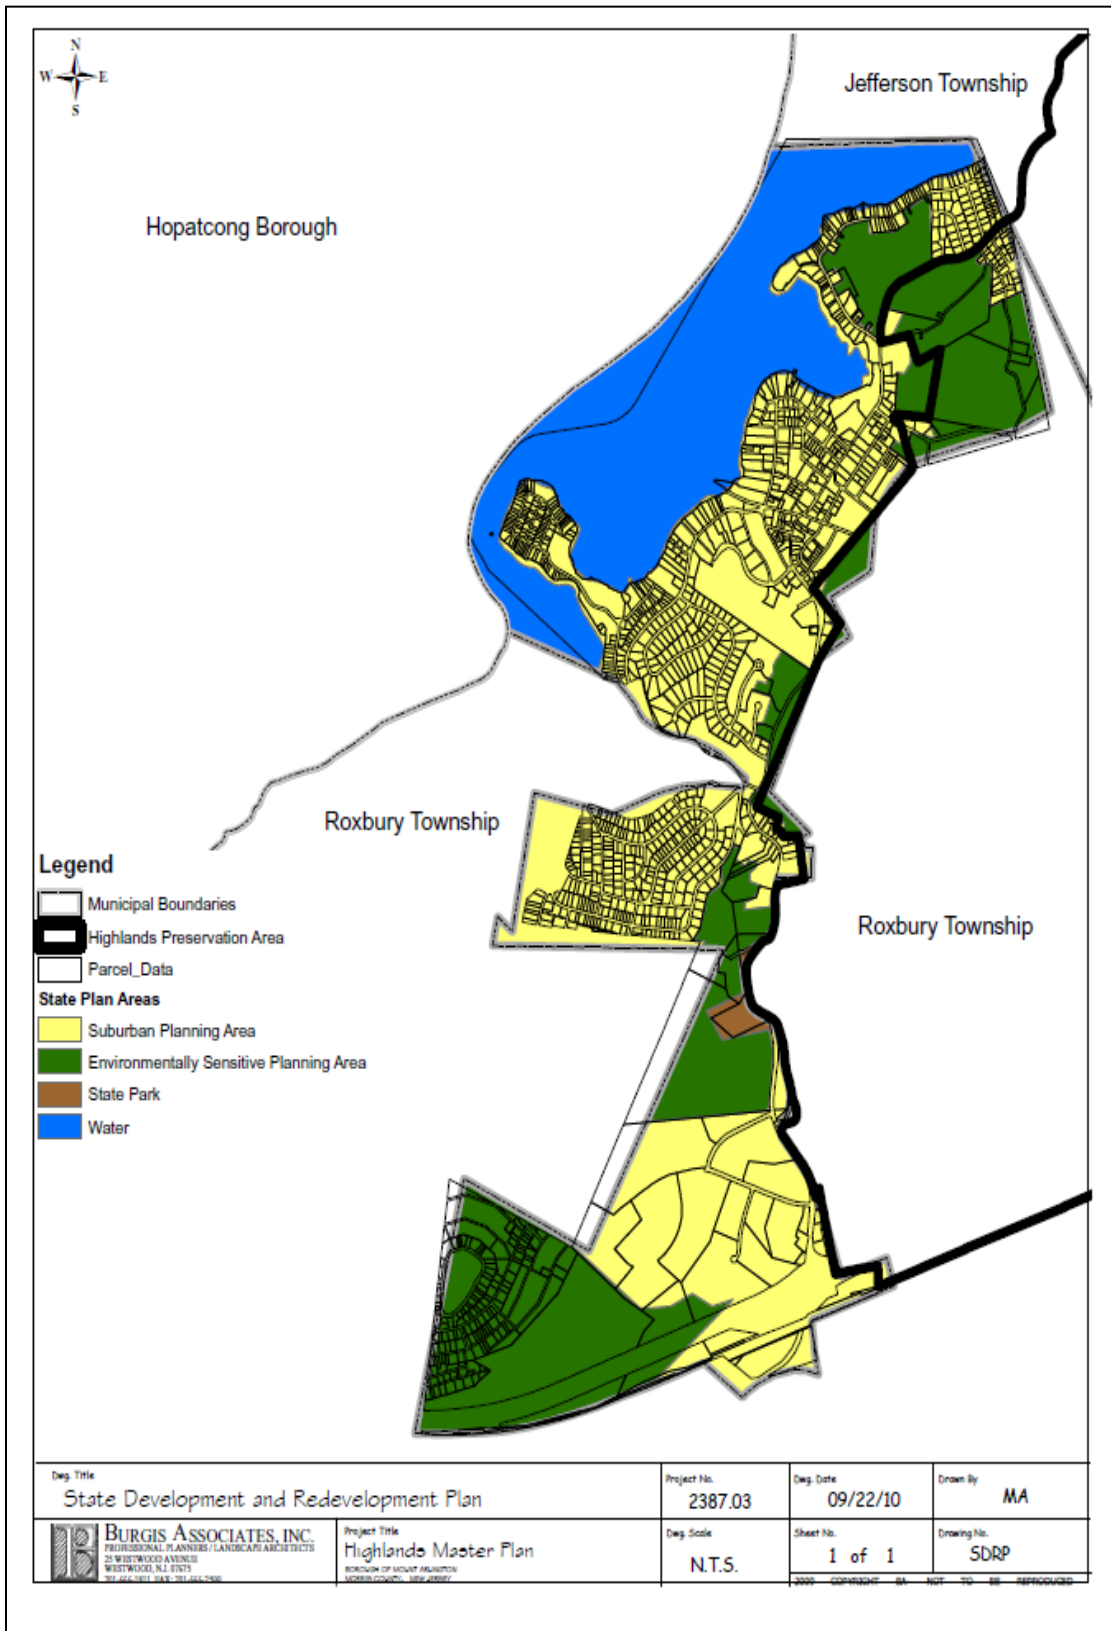 N
W E
S
Jefferson Township
Hopatcong Borough
Roxbury Township
Roxbury Township
Legend
Municipal Boundaries
Highlands Preservation Area
Parcel_Data
State Plan Areas
Suburban Planning Area
Environmentally Sensitive Planning Area
State Park
Water
Dwg. Title
State Development and Redevelopment Plan
Project No.
2387.03
Dwg. Date
09/22/10
Drawn By
MA
BURGIS ASSOCIATES, INC.
PROFESSIONAL PLANNERS / LANDSCAPE ARCHITECTS
25 WESTWOOD AVENUE
WESTWOOD, N.J. 07675
Project Title
Highlands Master Plan
BOROUGH OF MOUNT ARLINGTON
MORRIS COUNTY, NEW JERSEY
Dwg. Scale
N.T.S.
Sheet No.
1 of 1
Drawing No.
SDRP
COPYRIGHT BA NOT TO BE REPRODUCED